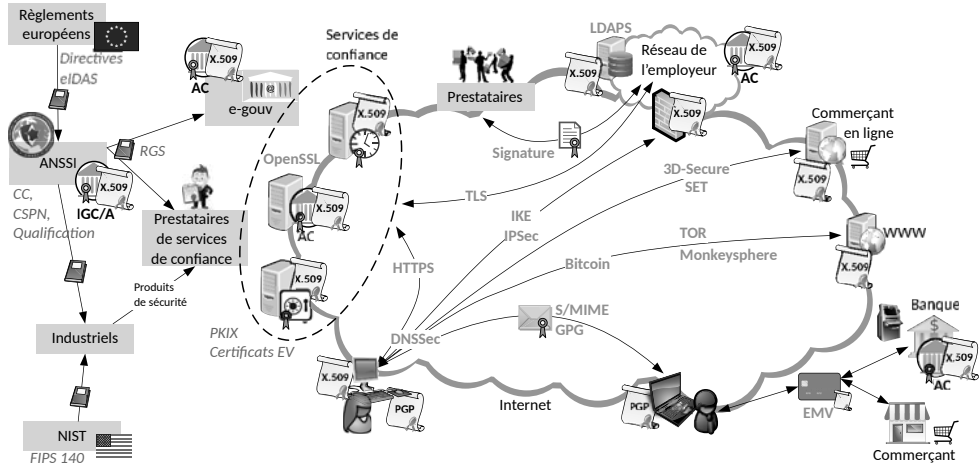 Règlements
européens
Directives
eIDAS
ANSSI
CC,
CSPN,
Qualification
X.509
IGC/A
RGS
X.509
AC
e-gouv
@
Prestataires
de services
de confiance
Produits
de sécurité
Industriels
NIST
FIPS 140
Services de
confiance
X.509
OpenSSL
X.509
AC
X.509
PKIX
Certificats EV
Prestataires
Signature
LDAPS
X.509
Réseau de
l'employeur
X.509
AC
X.509
Commerçant
en ligne
X.509
3D-Secure
SET
TLS
IKE
IPSec
HTTPS
Bitcoin
TOR
Monkeysphere
WWW
X.509
DNSSec
S/MIME
GPG
X.509
PGP
Internet
PGP
EMV
Banque
$
X.509
AC
Commerçant